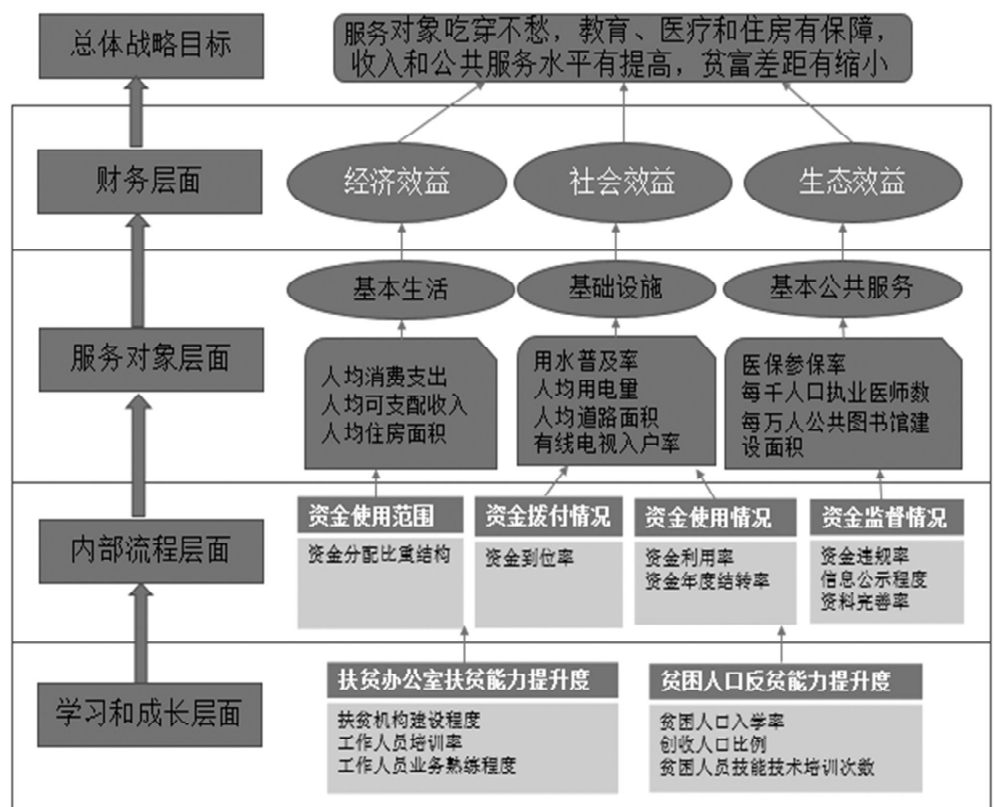 总体战略目标
服务对象吃穿不愁，教育、医疗和住房有保障，
收入和公共服务水平有提高，贫富差距有缩小
财务层面
经济效益
社会效益
生态效益
服务对象层面
基本生活
基础设施
基本公共服务
人均消费支出
人均可支配收入
人均住房面积
用水普及率
人均用电量
人均道路面积
有线电视入户率
医保参保率
每千人口执业医师数
每万人公共图书馆建
设面积
内部流程层面
资金使用范围
资金分配比重结构
资金拨付情况
资金到位率
资金使用情况
资金利用率
资金年度结转率
资金监督情况
资金违规率
信息公示程度
资料完善率
学习和成长层面
扶贫办公室扶贫能力提升度
扶贫机构建设程度
工作人员培训率
工作人员业务熟练程度
贫困人口反贫能力提升度
贫困人口入学率
创收人口比例
贫困人员技能技术培训次数